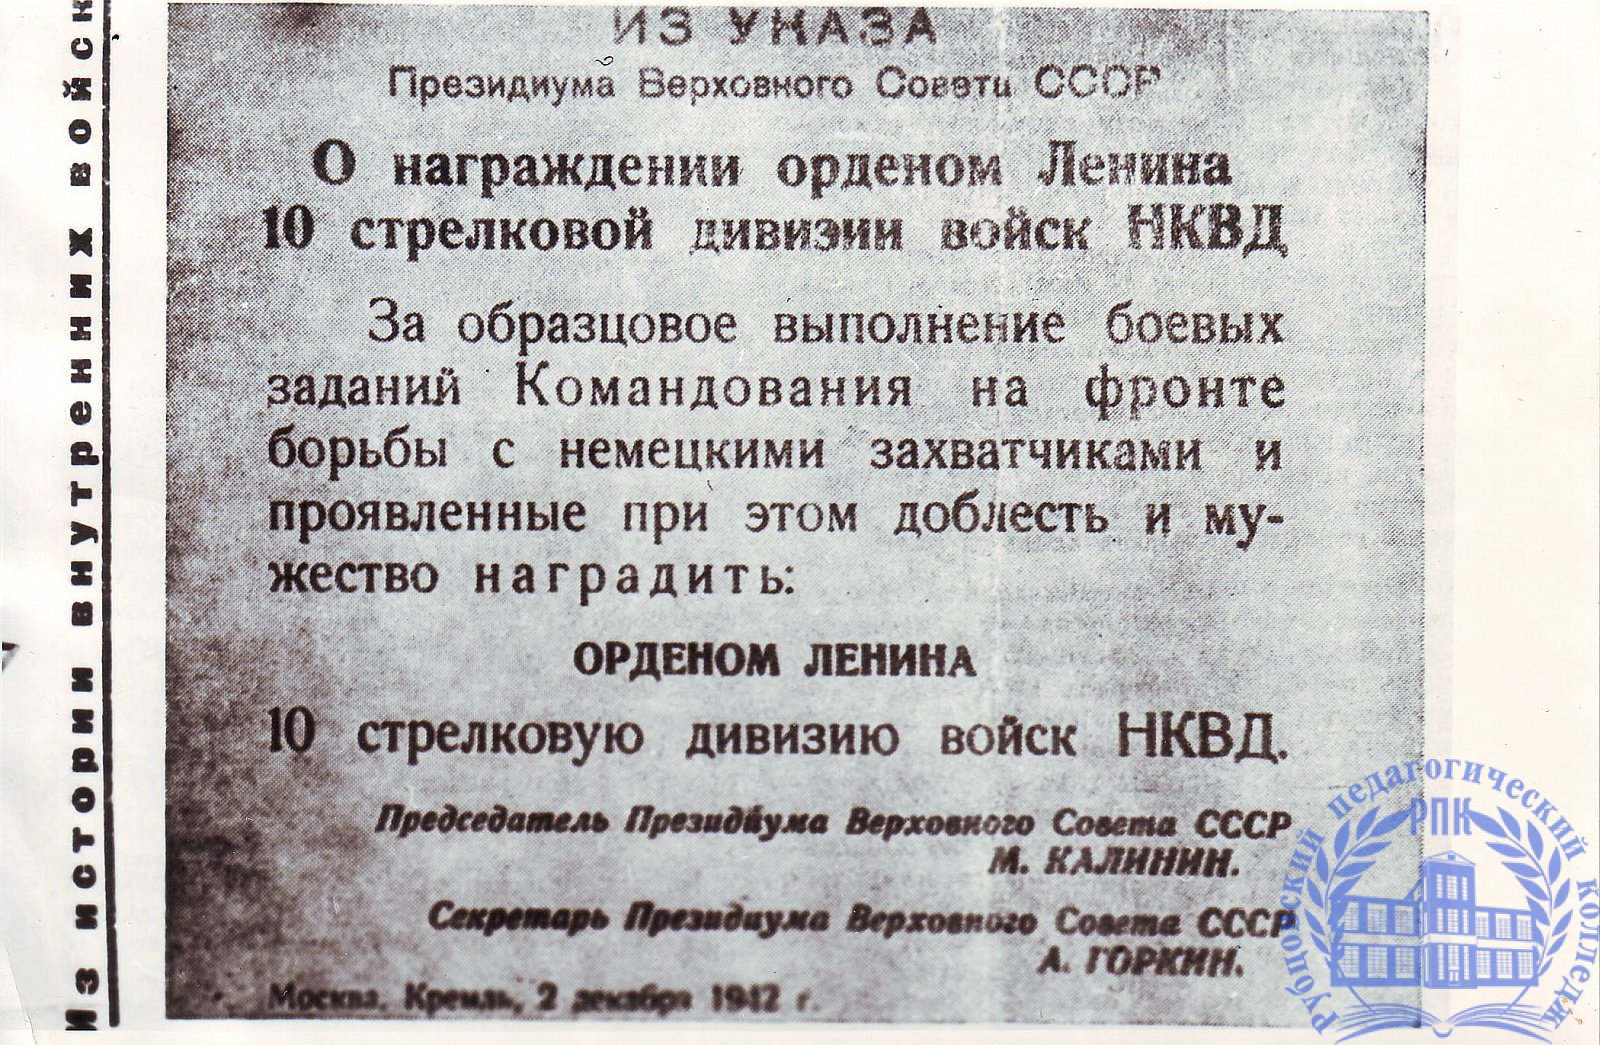 Из истории внутренних войск
ИЗ УКАЗА
Президиума Верховного Совета СССР
О награждении орденом Ленина
10 стрелковой дивизии войск НКВД
За образцовое выполнение боевых
заданий Командования на фронте
борьбы с немецкими захватчиками и
проявленные при этом доблесть и му-
жество наградить:
ОРДЕНОМ ЛЕНИНА
10 стрелковую дивизию войск НКВД.
Председатель Президиума Верховного Совета СССР
М. КАЛИНИН.
Секретарь Президиума Верховного Совета СССР
А. ГОРКИН.
Москва, Кремль, 2 декабря 1942 г.
Рубцовский педагогический колледж
РПК